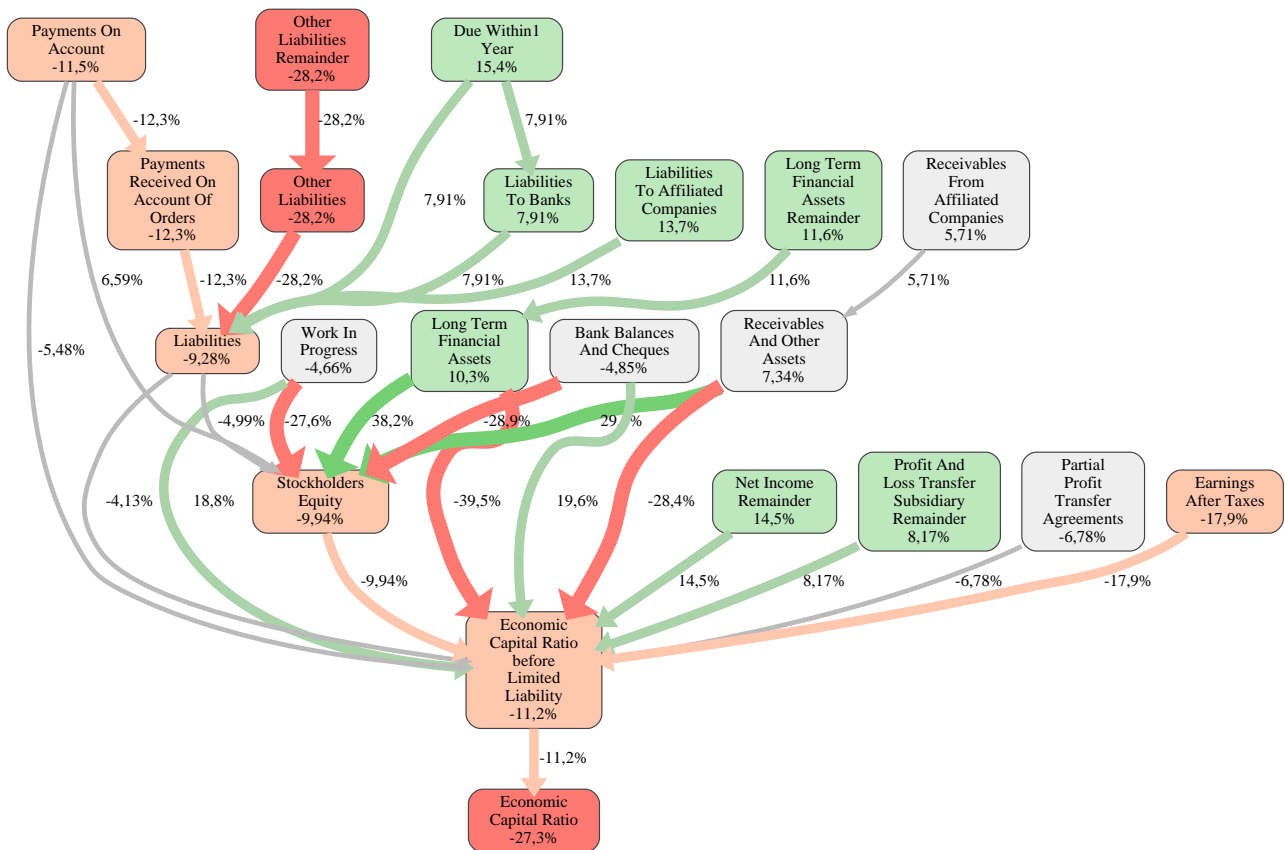 Payments On
Account
-11,5%
Other
Liabilities
Remainder
-28,2%
Due Within1
Year
15,4%
-12,3%
-28,2%
7,91%
Payments
Received On
Account Of
Orders
-12,3%
Other
Liabilities
-28,2%
7,91%
Liabilities
To Banks
7,91%
Liabilities
To Affiliated
Companies
13,7%
Long Term
Financial
Assets
Remainder
11,6%
Receivables
From
Affiliated
Companies
5,71%
6,59%
-12,3%
-28,2%
7,91%
13,7%
11,6%
5,71%
-5,48%
Liabilities
-9,28%
Work In
Progress
-4,66%
Long Term
Financial
Assets
10,3%
Bank Balances
And Cheques
-4,85%
Receivables
And Other
Assets
7,34%
-4,99%
-27,6%
38,2%
-28,9%
-4,13%
18,8%
Stockholders
Equity
-9,94%
-39,5%
19,6%
-28,4%
Net Income
Remainder
14,5%
Profit And
Loss Transfer
Subsidiary
Remainder
8,17%
Partial
Profit
Transfer
Agreements
-6,78%
Earnings
After Taxes
-17,9%
-9,94%
14,5%
8,17%
-6,78%
-17,9%
Economic
Capital Ratio
before
Limited
Liability
-11,2%
-11,2%
Economic
Capital Ratio
-27,3%